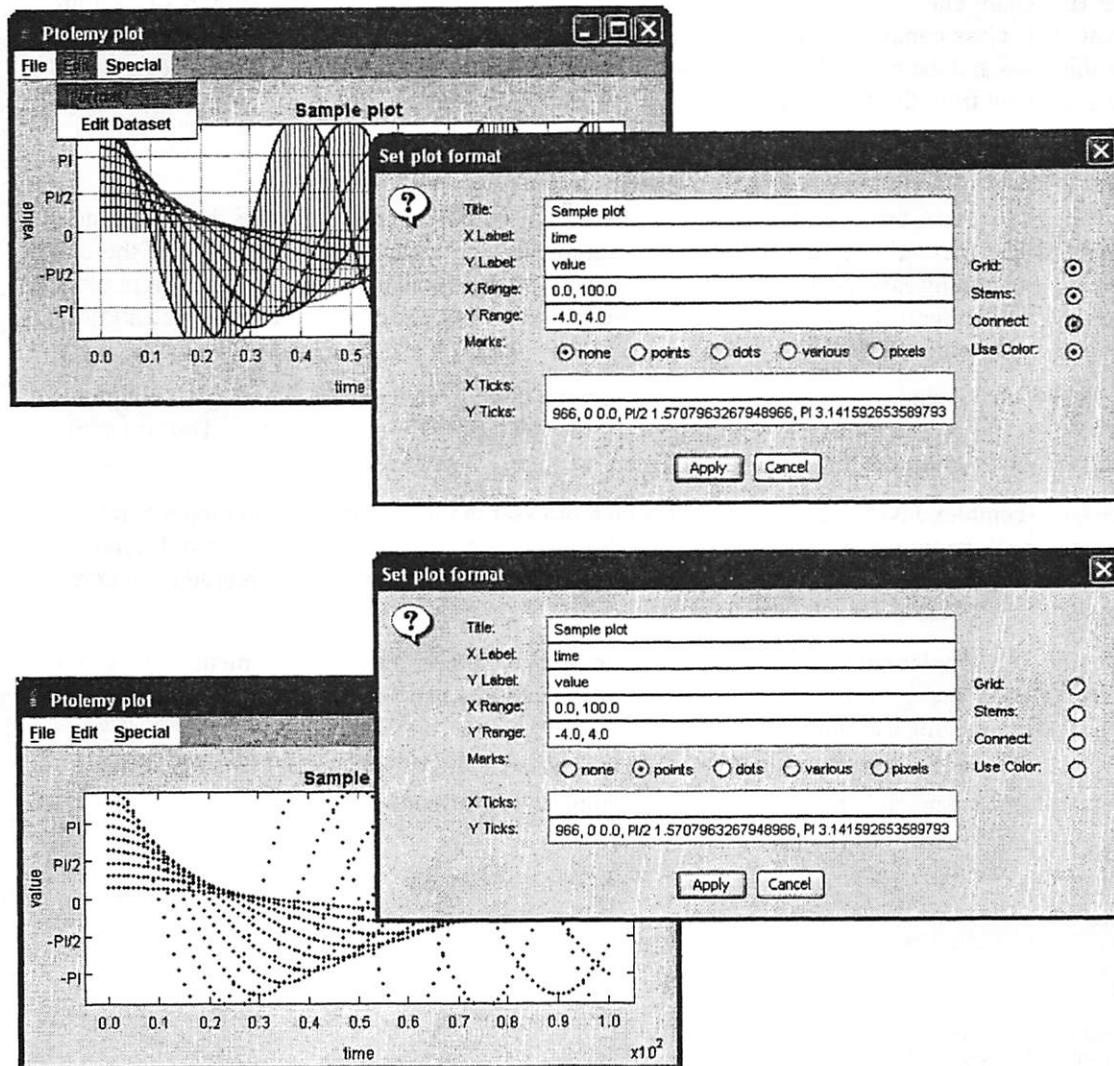 Ptolemy plot
File Edit Special
Edit Dataset
Sample plot
PI
PI/2
0
-PI/2
-PI
value
0.0 0.1 0.2 0.3 0.4 0.5
time
Set plot format
?
Title: Sample plot
X Label: time
Y Label: value
X Range: 0.0, 100.0
Y Range: -4.0, 4.0
Marks: none points dots various pixels
Grid:
Stems:
Connect:
Use Color:
X Ticks:
Y Ticks: 966, 0 0.0, PI/2 1.5707963267948966, PI 3.141592653589793
Apply Cancel
Set plot format
?
Title: Sample plot
X Label: time
Y Label: value
X Range: 0.0, 100.0
Y Range: -4.0, 4.0
Marks: none points dots various pixels
Grid:
Stems:
Connect:
Use Color:
X Ticks:
Y Ticks: 966, 0 0.0, PI/2 1.5707963267948966, PI 3.141592653589793
Apply Cancel
Ptolemy plot
File Edit Special
Sample
PI
PI/2
0
-PI/2
-PI
value
0.0 0.1 0.2 0.3 0.4 0.5 0.6 0.7 0.8 0.9 1.0
time
x10²